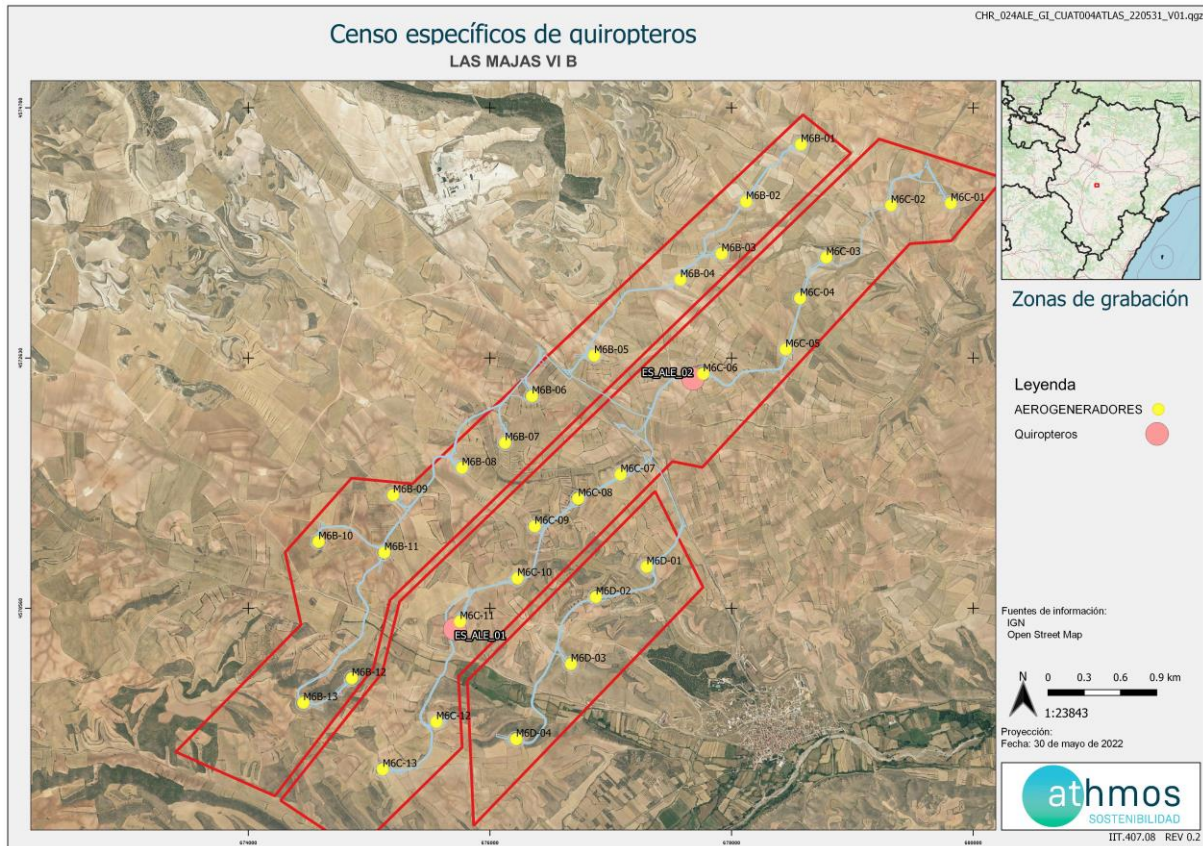 CHR_024ALE_GI_CUAT004ATLAS_220531_V01.qgz
Censo específicos de quiropteros
LAS MAJAS VI B
M6B-01
M6B-02
M6C-02
M6C-01
M6B-03
M6C-03
M6B-04
M6C-04
M6B-05
M6C-05
ES_ALE_02
M6C-06
M6B-06
M6B-07
M6B-08
M6C-07
M6B-09
M6C-08
M6C-09
M6B-10
M6B-11
M6D-01
M6C-10
M6D-02
M6C-11
ES_ALE_01
M6D-03
M6B-12
M6B-13
M6C-12
M6D-04
M6C-13
Zonas de grabación
Leyenda
AEROGENERADORES
Quiropteros
Fuentes de información:
IGN
Open Street Map
N
0 0.3 0.6 0.9 km
1:23843
Proyección:
Fecha: 30 de mayo de 2022
athmos
SOSTENIBILIDAD
IIT.407.08 REV 0.2